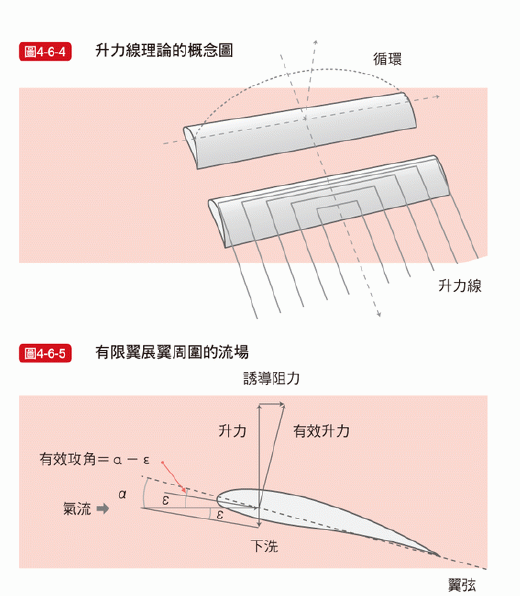 圖4-6-4 升力線理論的概念圖
循環
升力線
圖4-6-5 有限翼展翼周圍的流場
誘導阻力
升力 有效升力
有效攻角=α-ε
α
ε
氣流
ε
下洗
翼弦